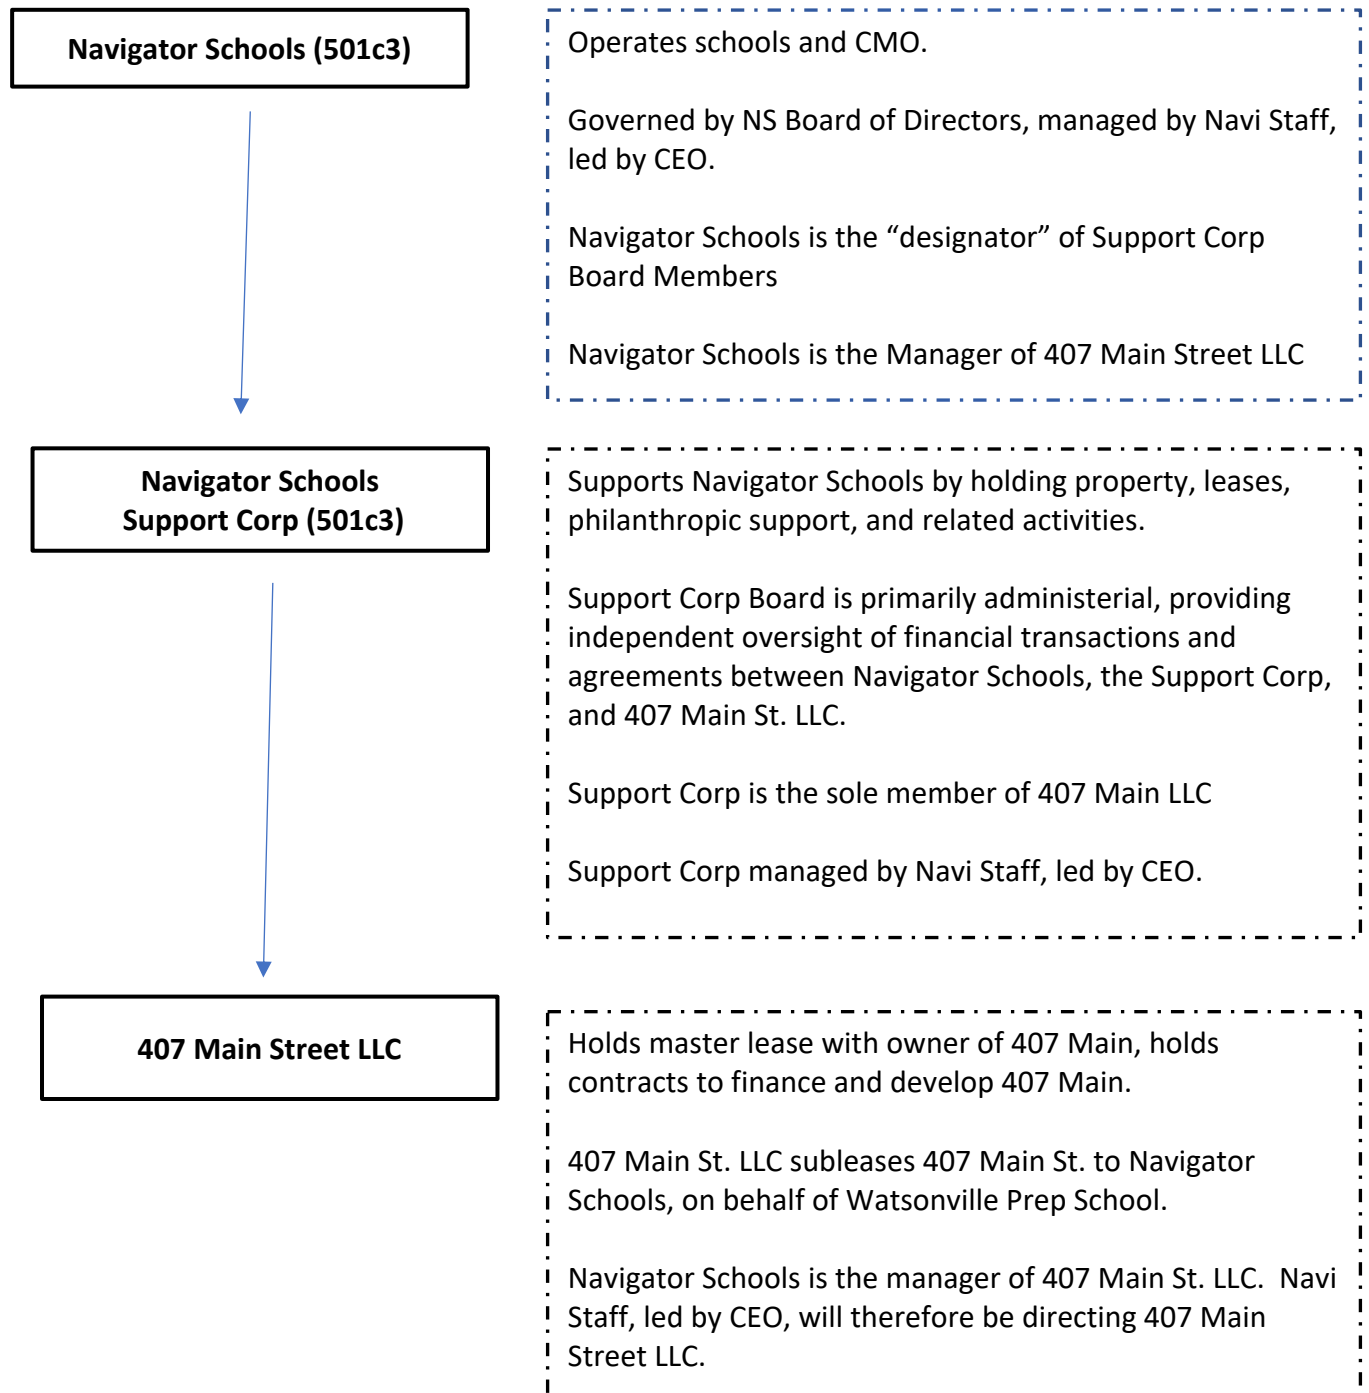 Navigator Schools (501c3)
Operates schools and CMO.
Governed by NS Board of Directors, managed by Navi Staff,
led by CEO.
Navigator Schools is the “designator” of Support Corp
Board Members
Navigator Schools is the Manager of 407 Main Street LLC
Navigator Schools
Support Corp (501c3)
Supports Navigator Schools by holding property, leases,
philanthropic support, and related activities.
Support Corp Board is primarily administerial, providing
independent oversight of financial transactions and
agreements between Navigator Schools, the Support Corp,
and 407 Main St. LLC.
Support Corp is the sole member of 407 Main LLC
Support Corp managed by Navi Staff, led by CEO.
407 Main Street LLC
Holds master lease with owner of 407 Main, holds
contracts to finance and develop 407 Main.
407 Main St. LLC subleases 407 Main St. to Navigator
Schools, on behalf of Watsonville Prep School.
Navigator Schools is the manager of 407 Main St. LLC.  Navi
Staff, led by CEO, will therefore be directing 407 Main
Street LLC.